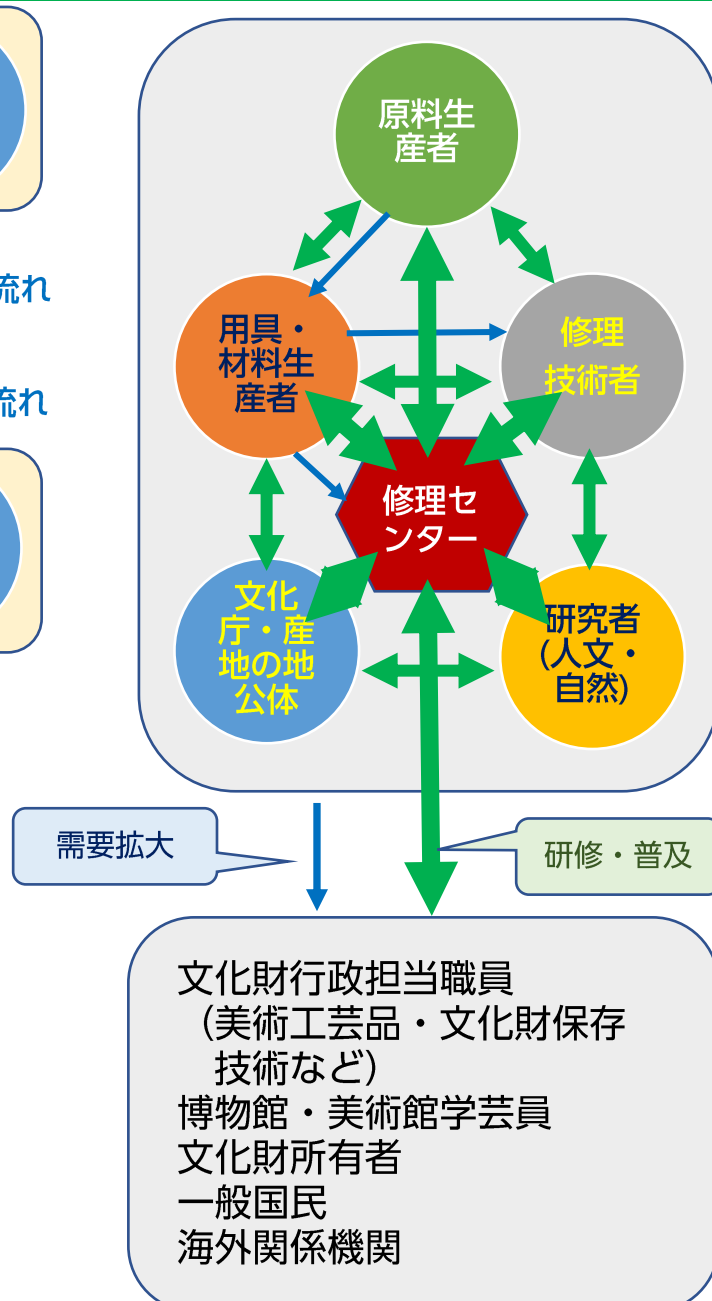 原料生
産者
流れ
用具・
材料生
産者
修理
技術者
流れ
修理セ
ンター
文化
庁・産
地の地
公体
研究者
(人文・
自然)
需要拡大
研修・普及
文化財行政担当職員
（美術工芸品・文化財保存
技術など）
博物館・美術館学芸員
文化財所有者
一般国民
海外関係機関